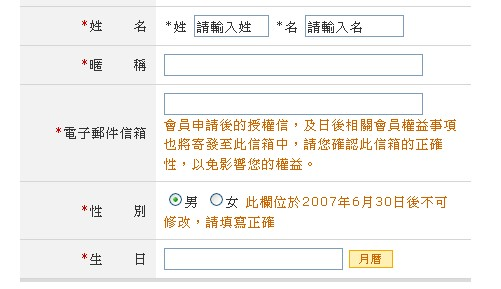 *姓 名 *姓 請輸入姓 *名 請輸入名
*暱 稱
*電子郵件信箱
會員申請後的授權信，及日後相關會員權益事項
也將寄發至此信箱中，請您確認此信箱的正確
性，以免影響您的權益。
*性 別 男 女 此欄位於2007年6月30日後不可
修改，請填寫正確
*生 日 月曆